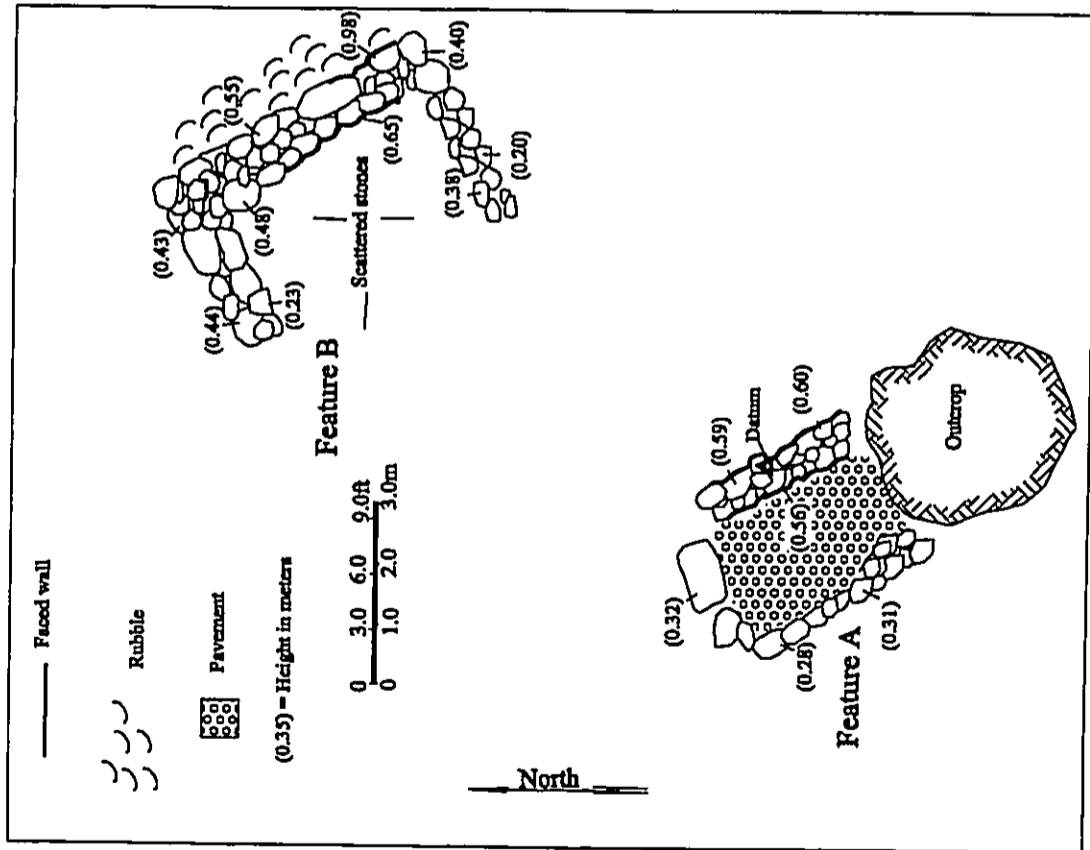 Faced wall
Rubble
Pavement
(0.35) = Height in meters
0 3.0 6.0 9.0ft
0 1.0 2.0 3.0m
North
Feature B
(0.44)
(0.23)
(0.43)
(0.48)
(0.55)
(0.98)
(0.40)
(0.65)
(0.38)
(0.20)
Scattered stones
Feature A
(0.32)
(0.28)
(0.31)
(0.56)
(0.59)
(0.60)
Datum
Outcrop